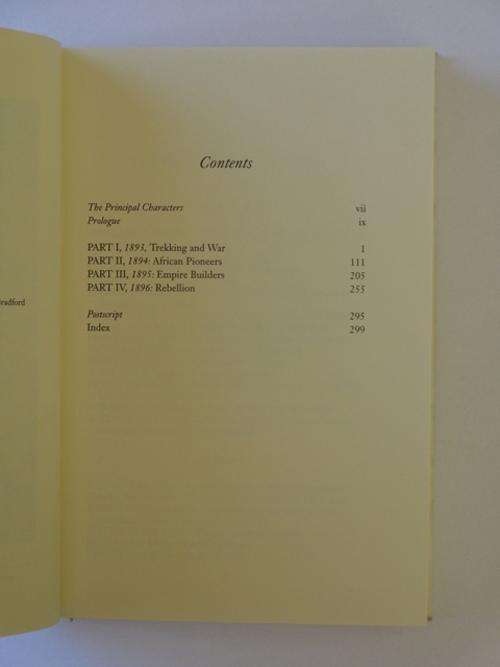 Contents
The Principal Characters vii
Prologue ix
PART I, 1893, Trekking and War 1
PART II, 1894: African Pioneers 111
PART III, 1895: Empire Builders 205
PART IV, 1896: Rebellion 255
Postscript 295
Index 299